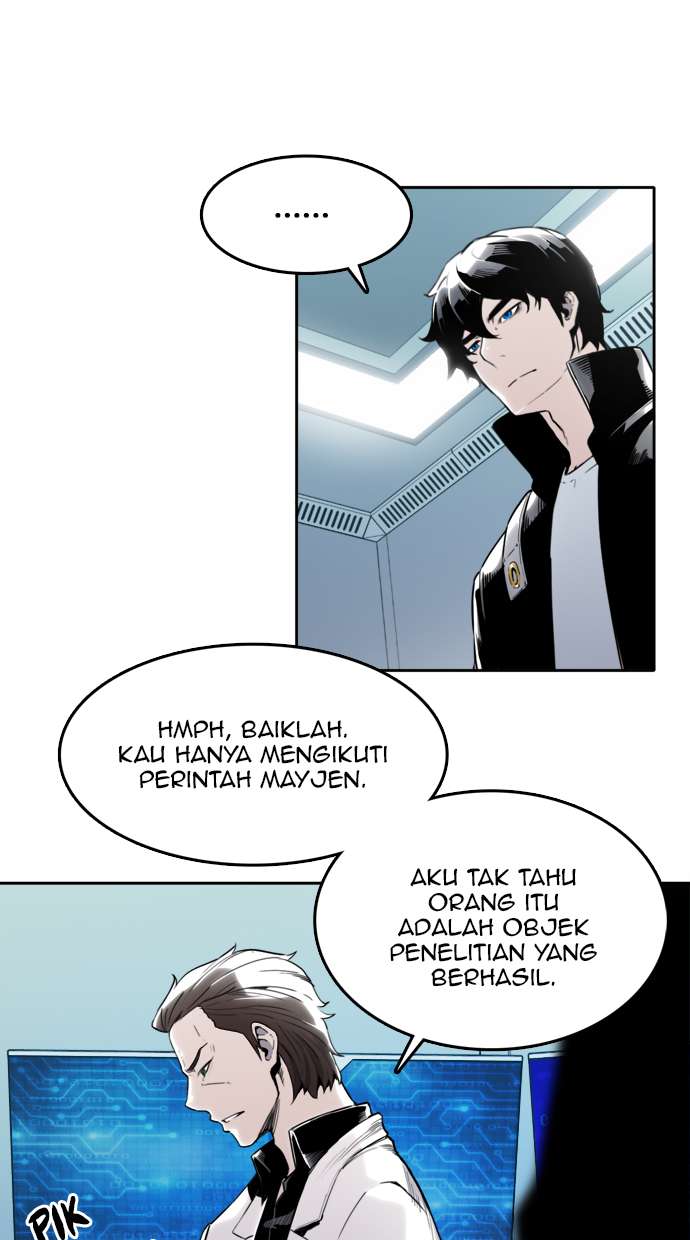 ......
HMPH, BAIKLAH.
KAU HANYA MENGIKUTI
PERINTAH MAYJEN.
AKU TAK TAHU
ORANG ITU
ADALAH OBJEK
PENELITIAN YANG
BERHASIL.
PIK